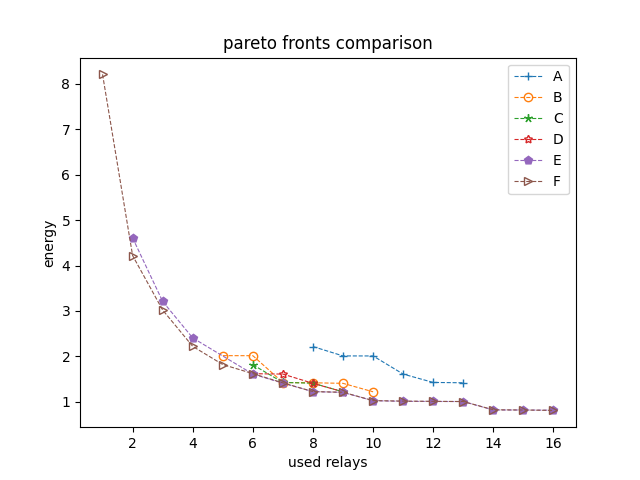 pareto fronts comparison
A
B
C
D
E
F
8
7
6
5
4
3
2
1
energy
2 4 6 8 10 12 14 16
used relays